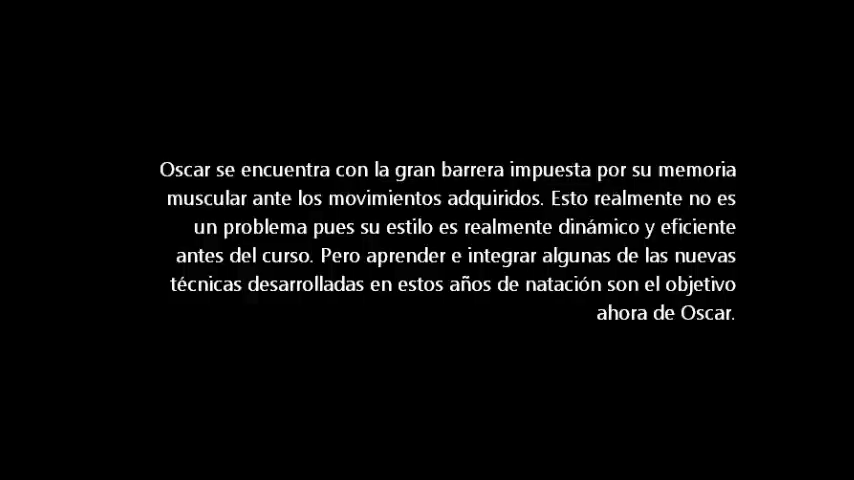 Oscar se encuentra con la gran barrera impuesta por su memoria
muscular ante los movimientos adquiridos. Esto realmente no es
un problema pues su estilo es realmente dinámico y eficiente
antes del curso. Pero aprender e integrar algunas de las nuevas
técnicas desarrolladas en estos años de natación son el objetivo
ahora de Oscar.